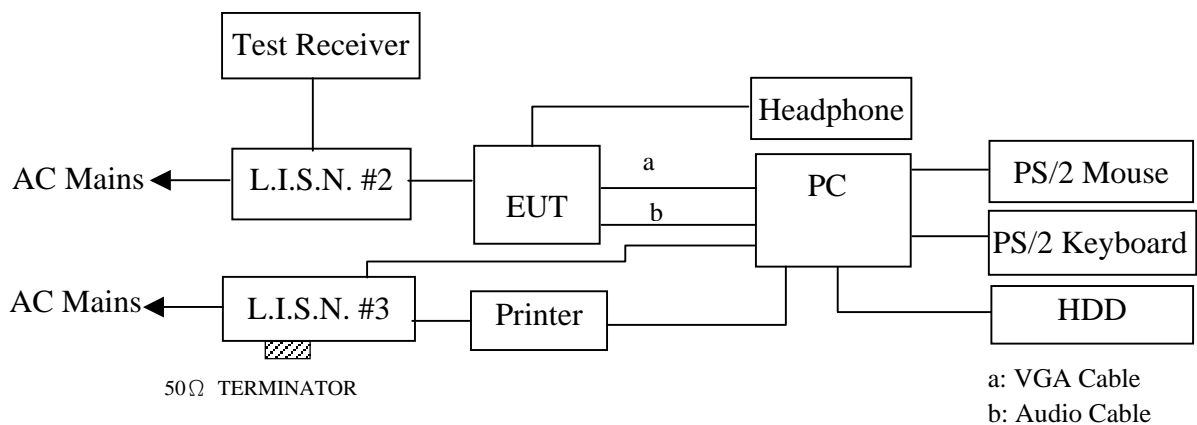 Test Receiver
Headphone
AC Mains
L.I.S.N. #2
EUT
a
b
PC
PS/2 Mouse
PS/2 Keyboard
AC Mains
L.I.S.N. #3
Printer
HDD
50Ω TERMINATOR
a: VGA Cable
b: Audio Cable